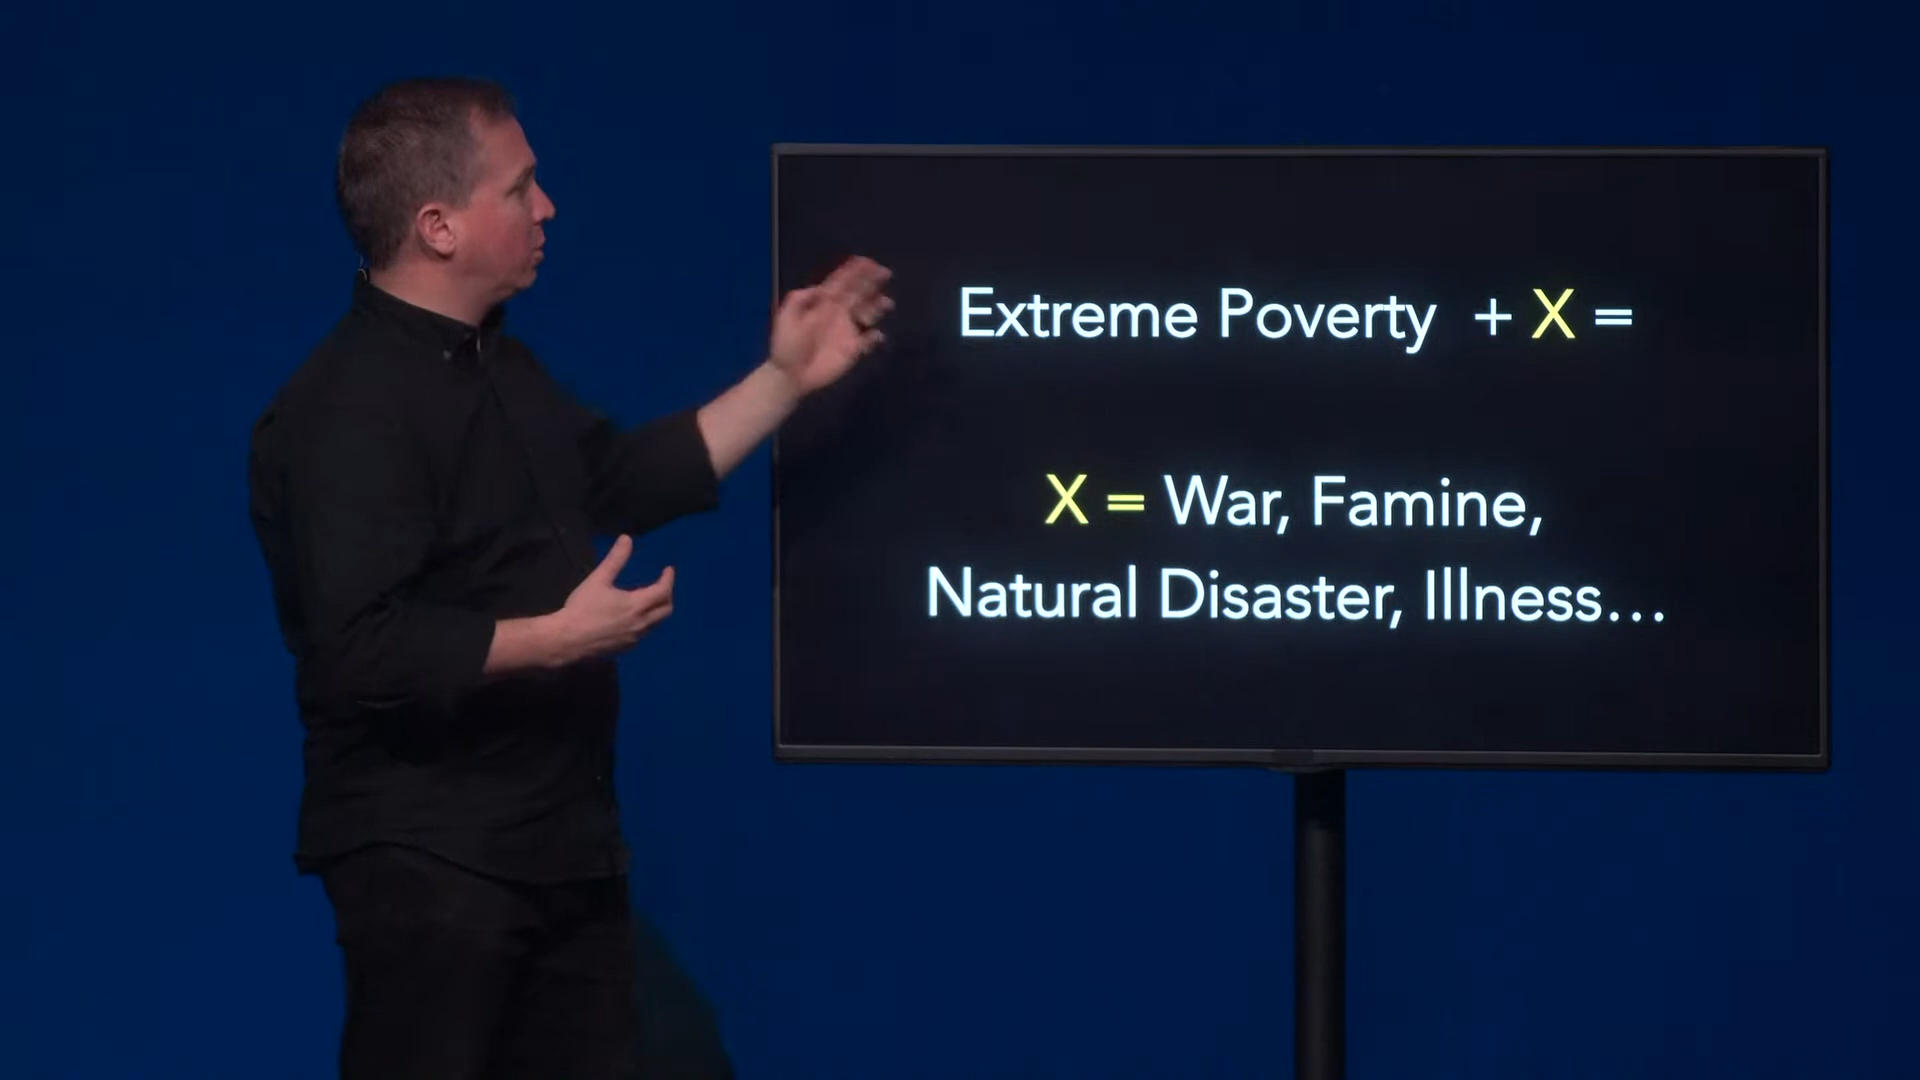 Extreme Poverty + X =
X = War, Famine,
Natural Disaster, Illness...